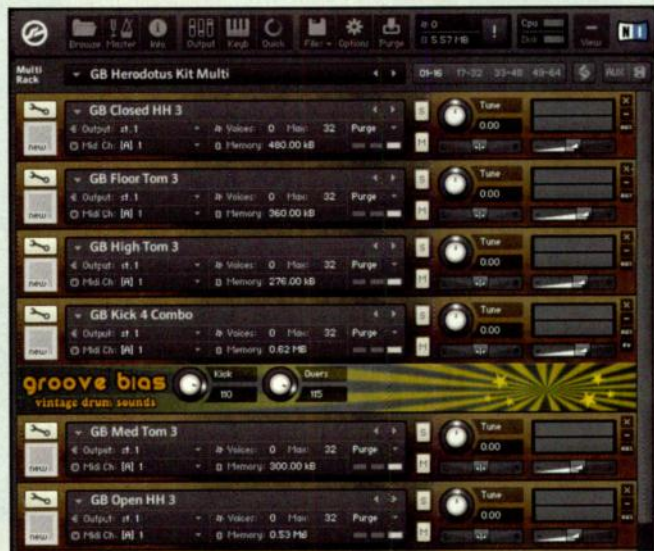 Browse Master Info Output Keyb Quick Files Options Purge 0 ! Cpu View N I
5.57 MB Disk
Multi Rack GB Herodotus Kit Multi 01-16 17-32 33-48 49-64 AUX
GB Closed HH 3 S Tune
Output: st. 1 Voices: 0 Max: 32 Purge 0.00
new Midi Ch: [A] 1 Memory: 480.00 kB M aux
GB Floor Tom 3 S Tune
Output: st. 1 Voices: 0 Max: 32 Purge 0.00
new Midi Ch: [A] 1 Memory: 360.00 kB M aux
GB High Tom 3 S Tune
Output: st. 1 Voices: 0 Max: 32 Purge 0.00
new Midi Ch: [A] 1 Memory: 276.00 kB M aux
GB Kick 4 Combo S Tune
Output: st. 1 Voices: 0 Max: 32 Purge 0.00
new Midi Ch: [A] 1 Memory: 0.62 MB M aux
PV
groove bias Kick Overs
vintage drum sounds 110 115
GB Med Tom 3 S Tune
Output: st. 1 Voices: 0 Max: 32 Purge 0.00
new Midi Ch: [A] 1 Memory: 300.00 kB M aux
GB Open HH 3 S Tune
Output: st. 1 Voices: 0 Max: 32 Purge 0.00
new Midi Ch: [A] 1 Memory: 0.53 MB M aux